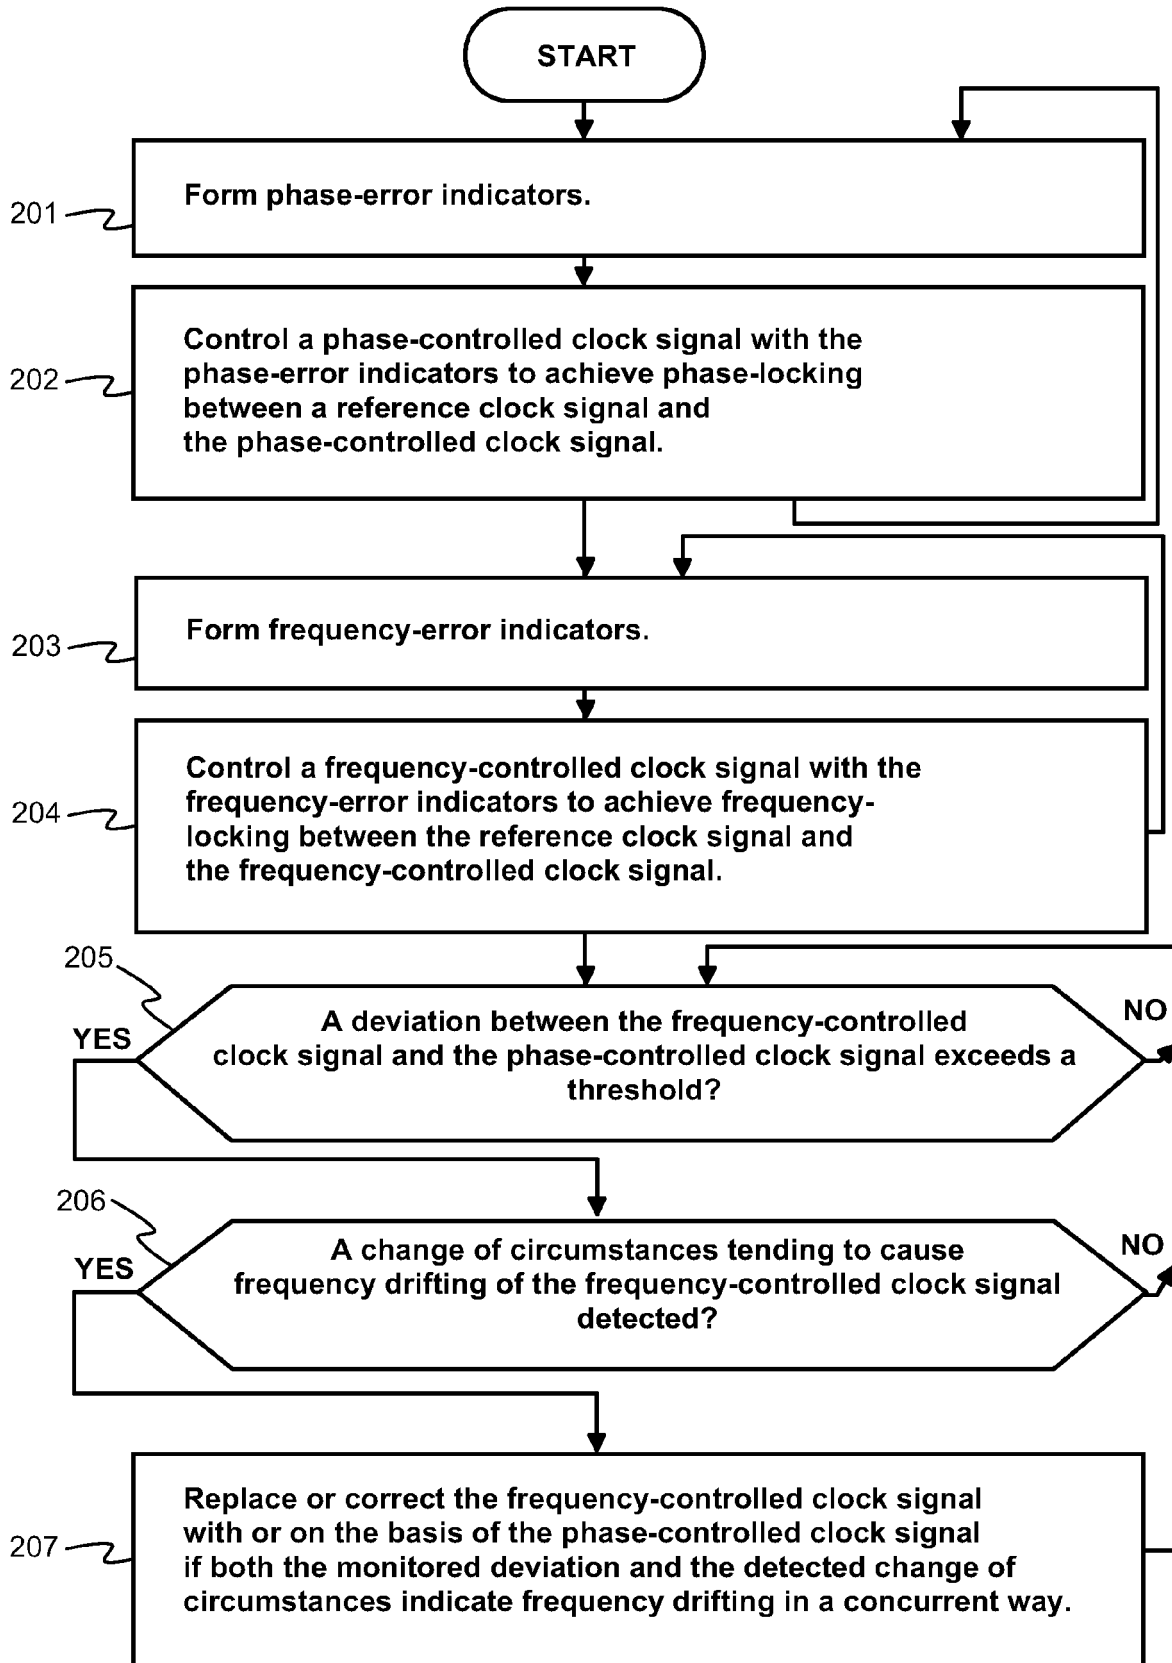 START
201
Form phase-error indicators.
202
Control a phase-controlled clock signal with the
phase-error indicators to achieve phase-locking
between a reference clock signal and
the phase-controlled clock signal.
203
Form frequency-error indicators.
204
Control a frequency-controlled clock signal with the
frequency-error indicators to achieve frequency-
locking between the reference clock signal and
the frequency-controlled clock signal.
205
YES
NO
A deviation between the frequency-controlled
clock signal and the phase-controlled clock signal exceeds a
threshold?
206
YES
NO
A change of circumstances tending to cause
frequency drifting of the frequency-controlled clock signal
detected?
207
Replace or correct the frequency-controlled clock signal
with or on the basis of the phase-controlled clock signal
if both the monitored deviation and the detected change of
circumstances indicate frequency drifting in a concurrent way.